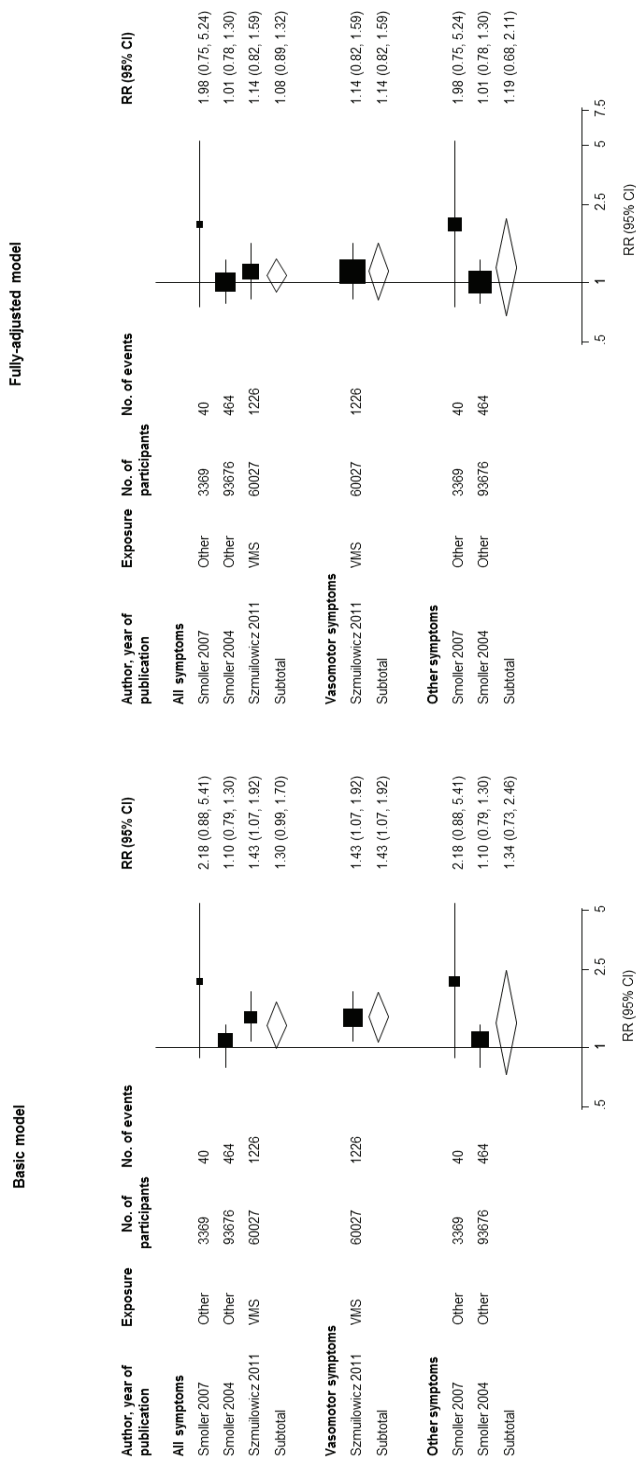 Basic model
Author, year of publication Exposure No. of participants No. of events RR (95% CI)
All symptoms
Smoller 2007 Other 3369 40 2.18 (0.88, 5.41)
Smoller 2004 Other 93676 464 1.10 (0.79, 1.30)
Szmuilowicz 2011 VMS 60027 1226 1.43 (1.07, 1.92)
Subtotal 1.30 (0.99, 1.70)
Vasomotor symptoms
Szmuilowicz 2011 VMS 60027 1226 1.43 (1.07, 1.92)
Subtotal 1.43 (1.07, 1.92)
Other symptoms
Smoller 2007 Other 3369 40 2.18 (0.88, 5.41)
Smoller 2004 Other 93676 464 1.10 (0.79, 1.30)
Subtotal 1.34 (0.73, 2.46)
.5 1 2.5 5
RR (95% CI)
Fully-adjusted model
Author, year of publication Exposure No. of participants No. of events RR (95% CI)
All symptoms
Smoller 2007 Other 3369 40 1.98 (0.75, 5.24)
Smoller 2004 Other 93676 464 1.01 (0.78, 1.30)
Szmuilowicz 2011 VMS 60027 1226 1.14 (0.82, 1.59)
Subtotal 1.08 (0.89, 1.32)
Vasomotor symptoms
Szmuilowicz 2011 VMS 60027 1226 1.14 (0.82, 1.59)
Subtotal 1.14 (0.82, 1.59)
Other symptoms
Smoller 2007 Other 3369 40 1.98 (0.75, 5.24)
Smoller 2004 Other 93676 464 1.01 (0.78, 1.30)
Subtotal 1.19 (0.68, 2.11)
.5 1 2.5 5 7.5
RR (95% CI)